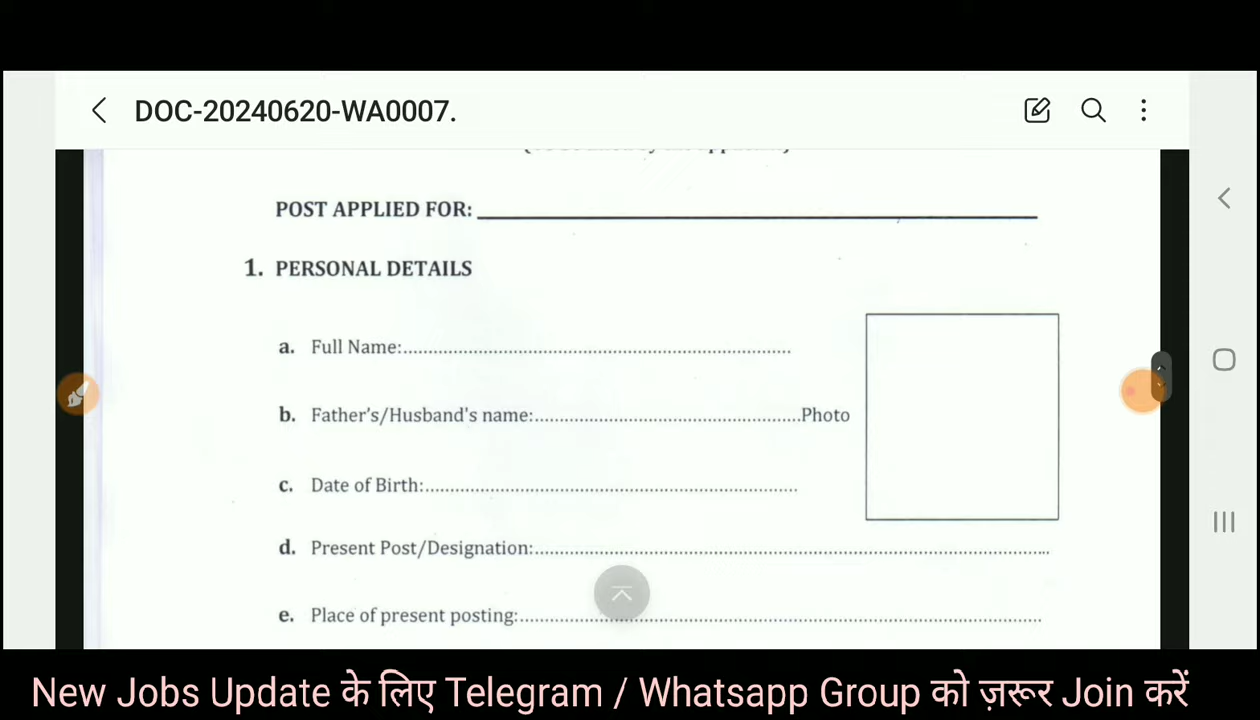 DOC-20240620-WA0007.
POST APPLIED FOR:
1. PERSONAL DETAILS
a. Full Name:
b. Father's/Husband's name: Photo
c. Date of Birth:
d. Present Post/Designation:
e. Place of present posting:
New Jobs Update के लिए Telegram / Whatsapp Group को ज़रूर Join करें